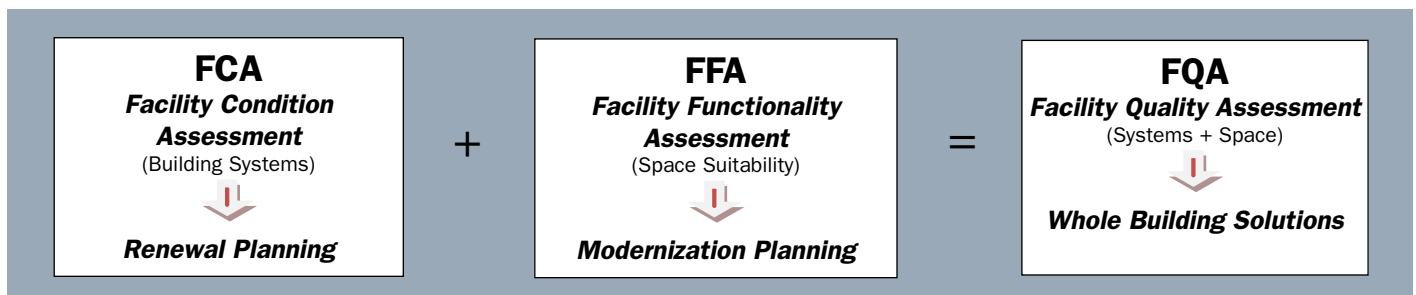 FCA
Facility Condition
Assessment
(Building Systems)
Renewal Planning
+
FFA
Facility Functionality
Assessment
(Space Suitability)
Modernization Planning
=
FQA
Facility Quality Assessment
(Systems + Space)
Whole Building Solutions